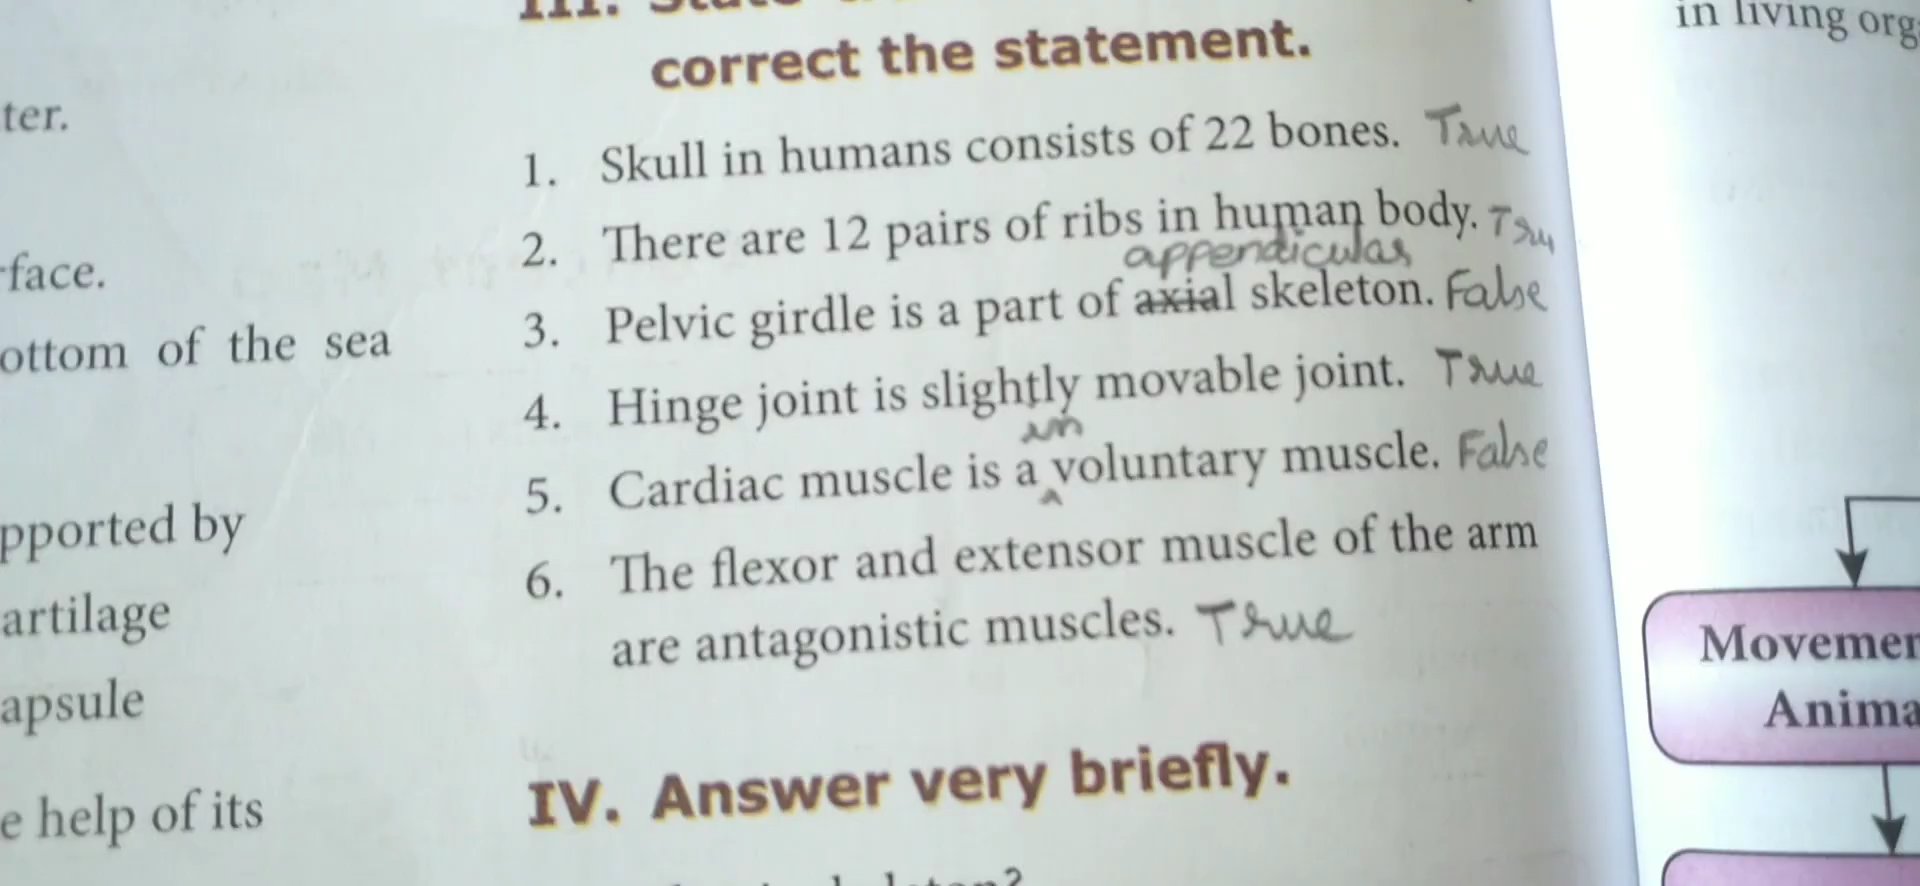 ter.
face.
ottom of the sea
pported by
artilage
apsule
e help of its
III. State
correct the statement.
1. Skull in humans consists of 22 bones. True
2. There are 12 pairs of ribs in human body. Tru
appendicular
3. Pelvic girdle is a part of axial skeleton. False
4. Hinge joint is slightly movable joint. True
in
5. Cardiac muscle is a voluntary muscle. False
6. The flexor and extensor muscle of the arm
are antagonistic muscles. True
IV. Answer very briefly.
in living org
Movemen
Anima